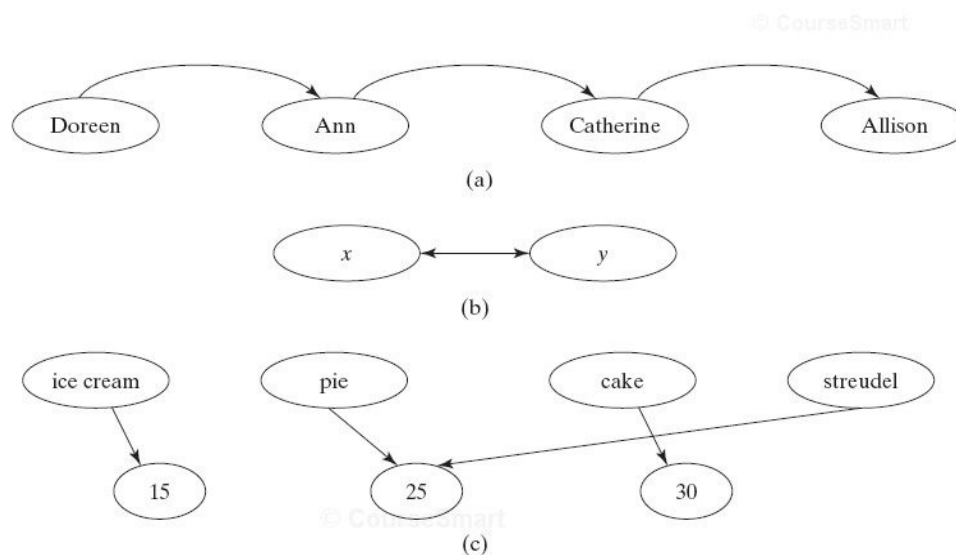 © CourseSmart
Doreen Ann Catherine Allison
(a)
x y
(b)
ice cream pie cake streudel
15 25 30
© CourseSmart
(c)